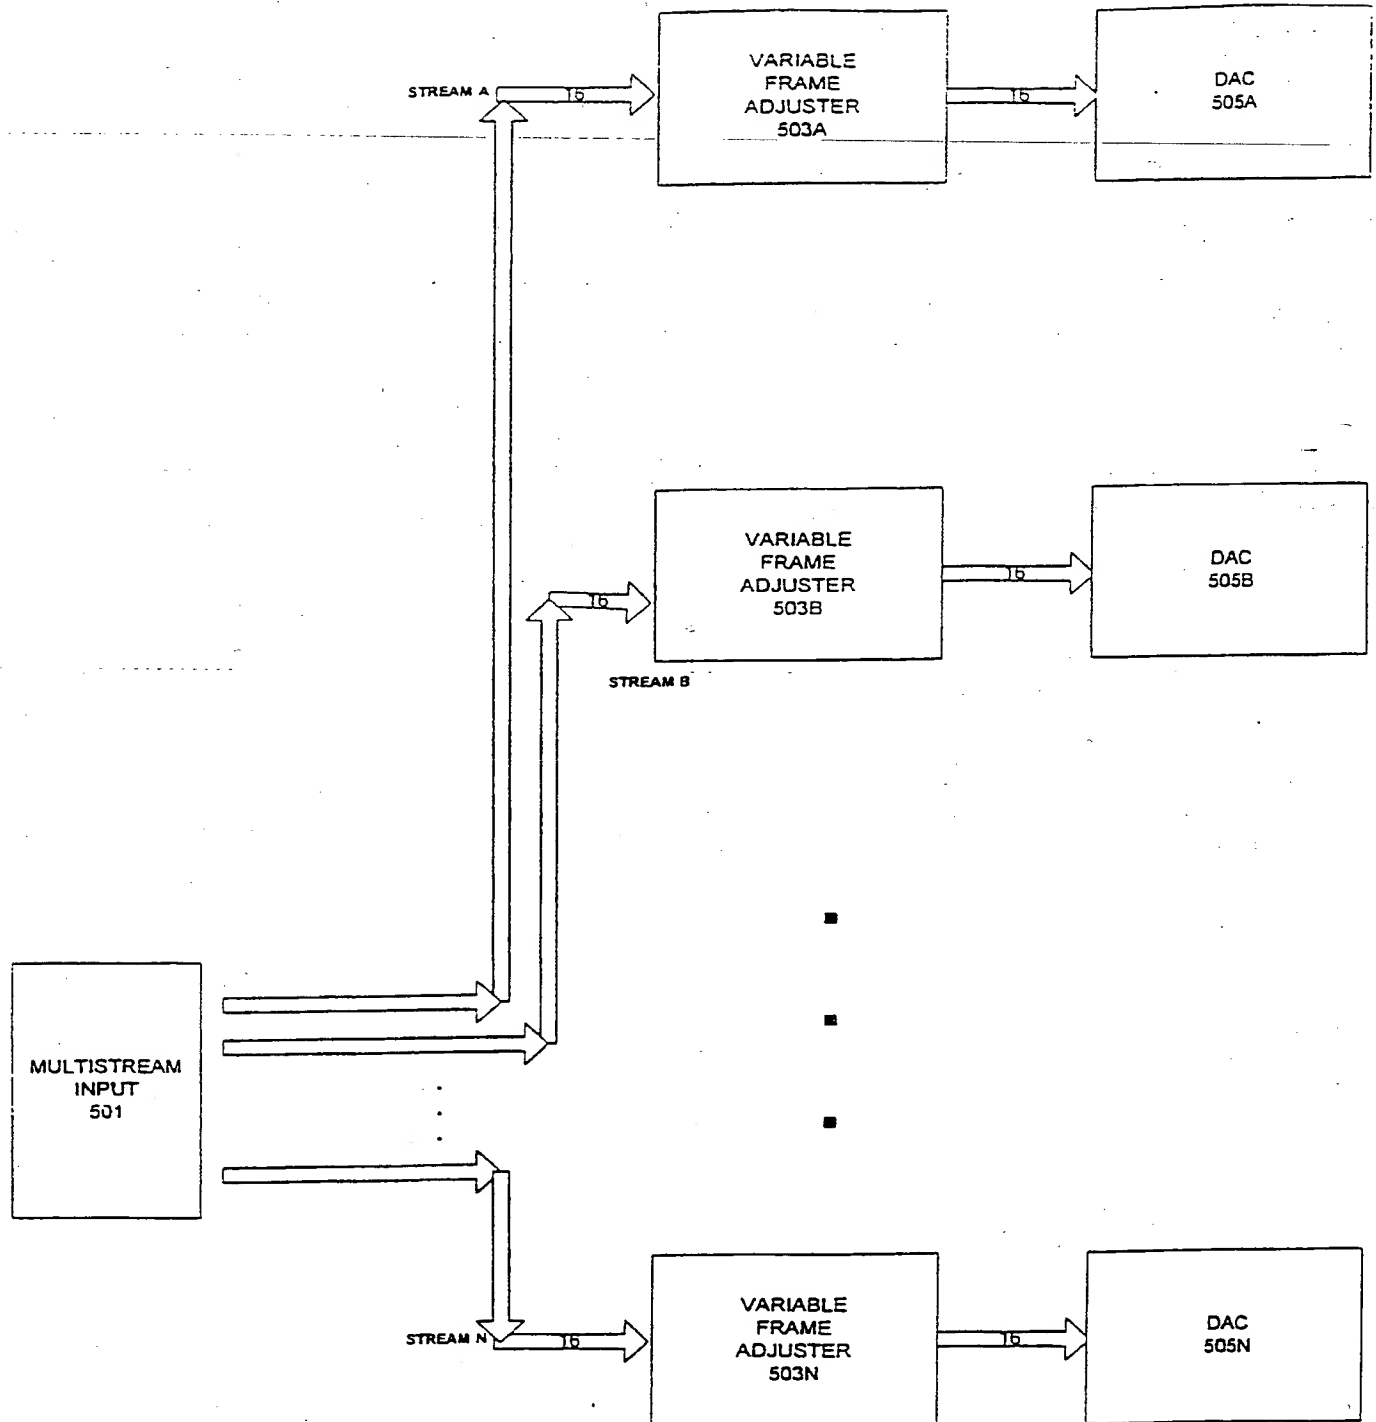 STREAM A
16
VARIABLE
FRAME
ADJUSTER
503A
16
DAC
505A
16
VARIABLE
FRAME
ADJUSTER
503B
16
DAC
505B
STREAM B
MULTISTREAM
INPUT
501
STREAM N
16
VARIABLE
FRAME
ADJUSTER
503N
16
DAC
505N